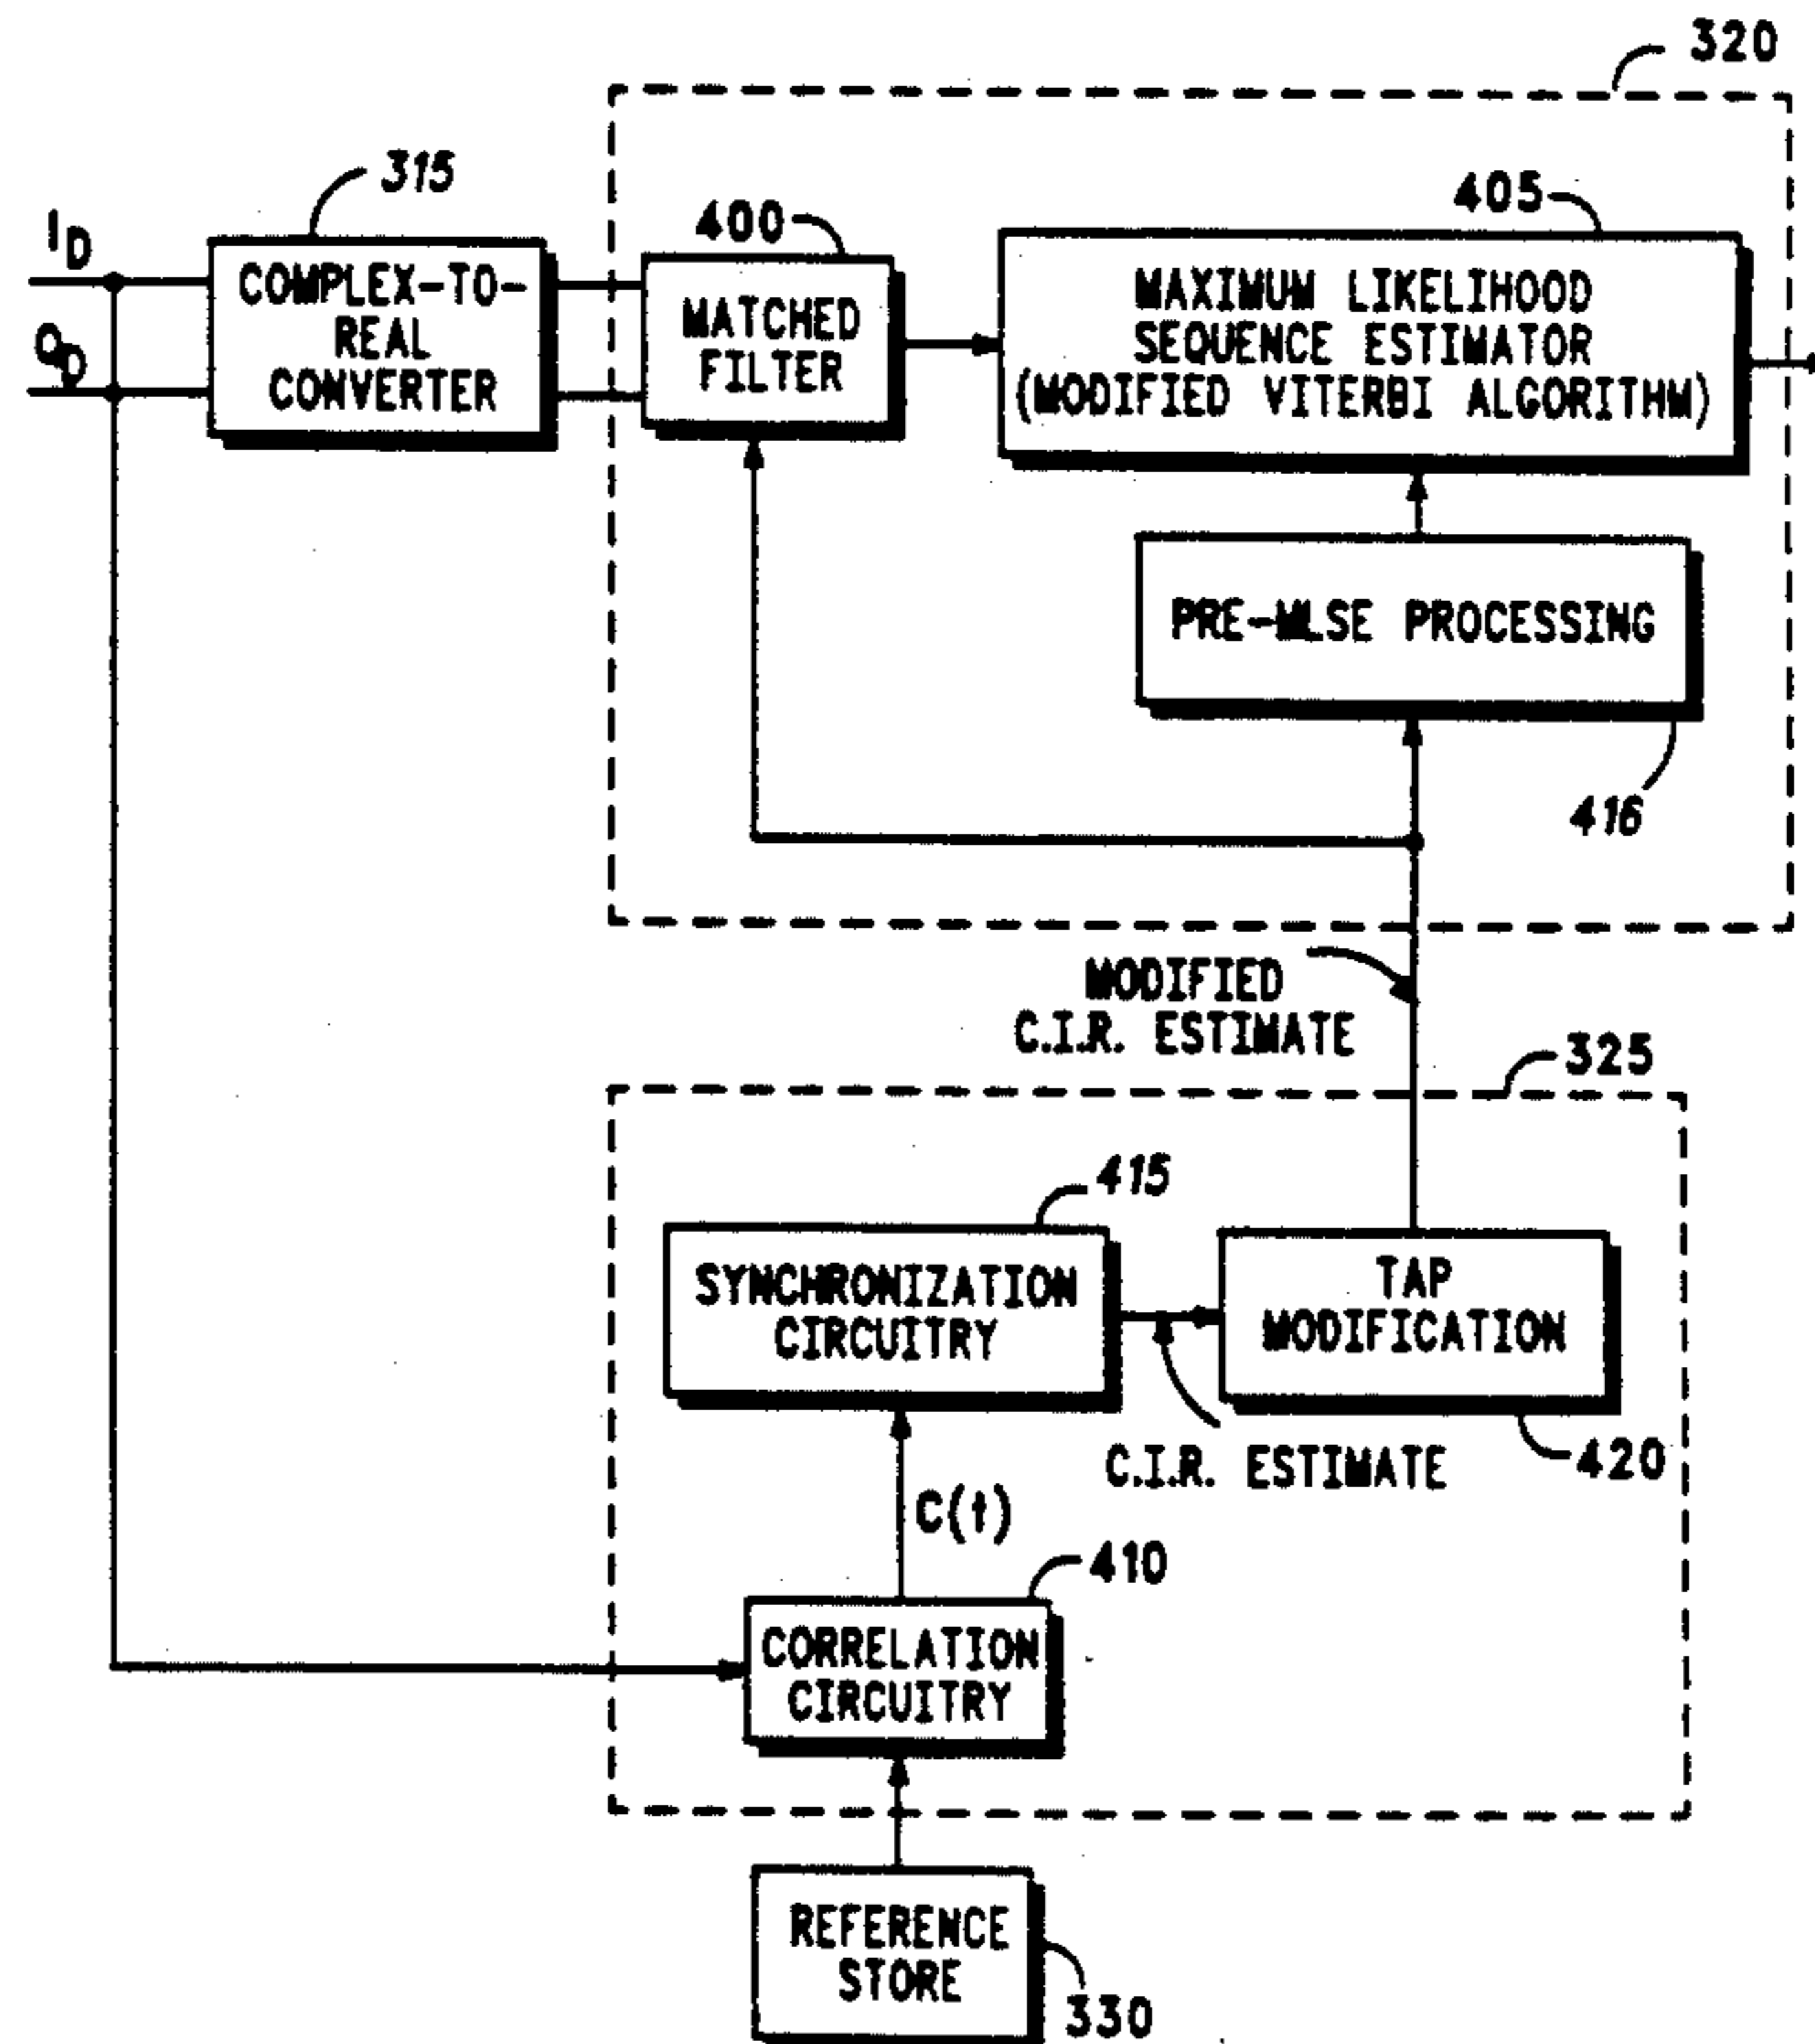 320
315
405
400
I_D
COMPLEX-TO-
REAL
CONVERTER
Q_D
MATCHED
FILTER
MAXIMUM LIKELIHOOD
SEQUENCE ESTIMATOR
(MODIFIED VITERBI ALGORITHM)
PRE-MLSE PROCESSING
416
MODIFIED
C.I.R. ESTIMATE
325
415
SYNCHRONIZATION
CIRCUITRY
TAP
MODIFICATION
C.I.R. ESTIMATE
420
C(t)
410
CORRELATION
CIRCUITRY
REFERENCE
STORE
330